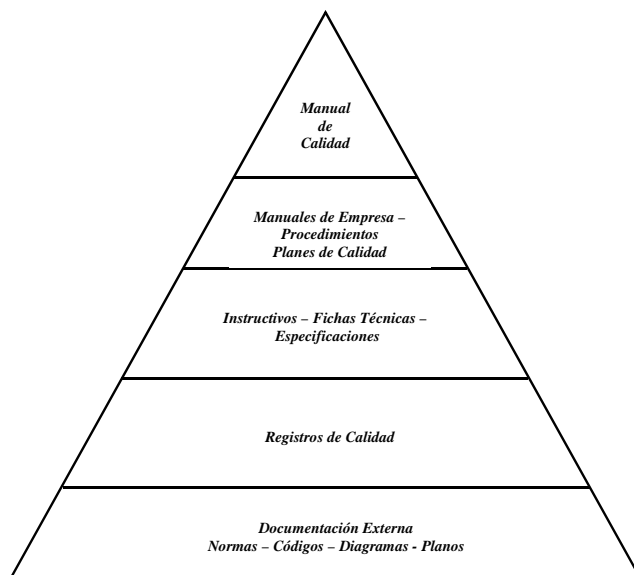 Manual
de
Calidad
Manuales de Empresa –
Procedimientos
Planes de Calidad
Instructivos – Fichas Técnicas –
Especificaciones
Registros de Calidad
Documentación Externa
Normas – Códigos – Diagramas - Planos